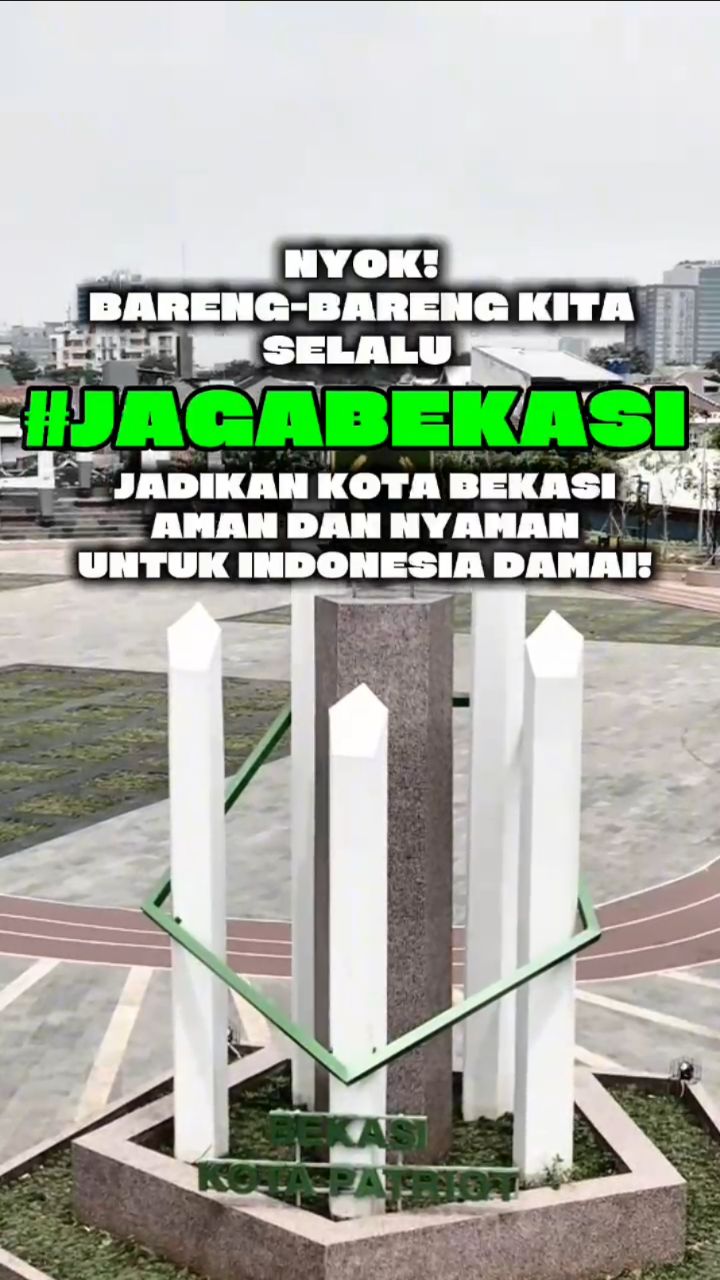 NYOK!
BARENG-BARENG KITA
SELALU
#JAGABEKASI
JADIKAN KOTA BEKASI
AMAN DAN NYAMAN
UNTUK INDONESIA DAMAI!
BEKASI
KOTA PATRIOT